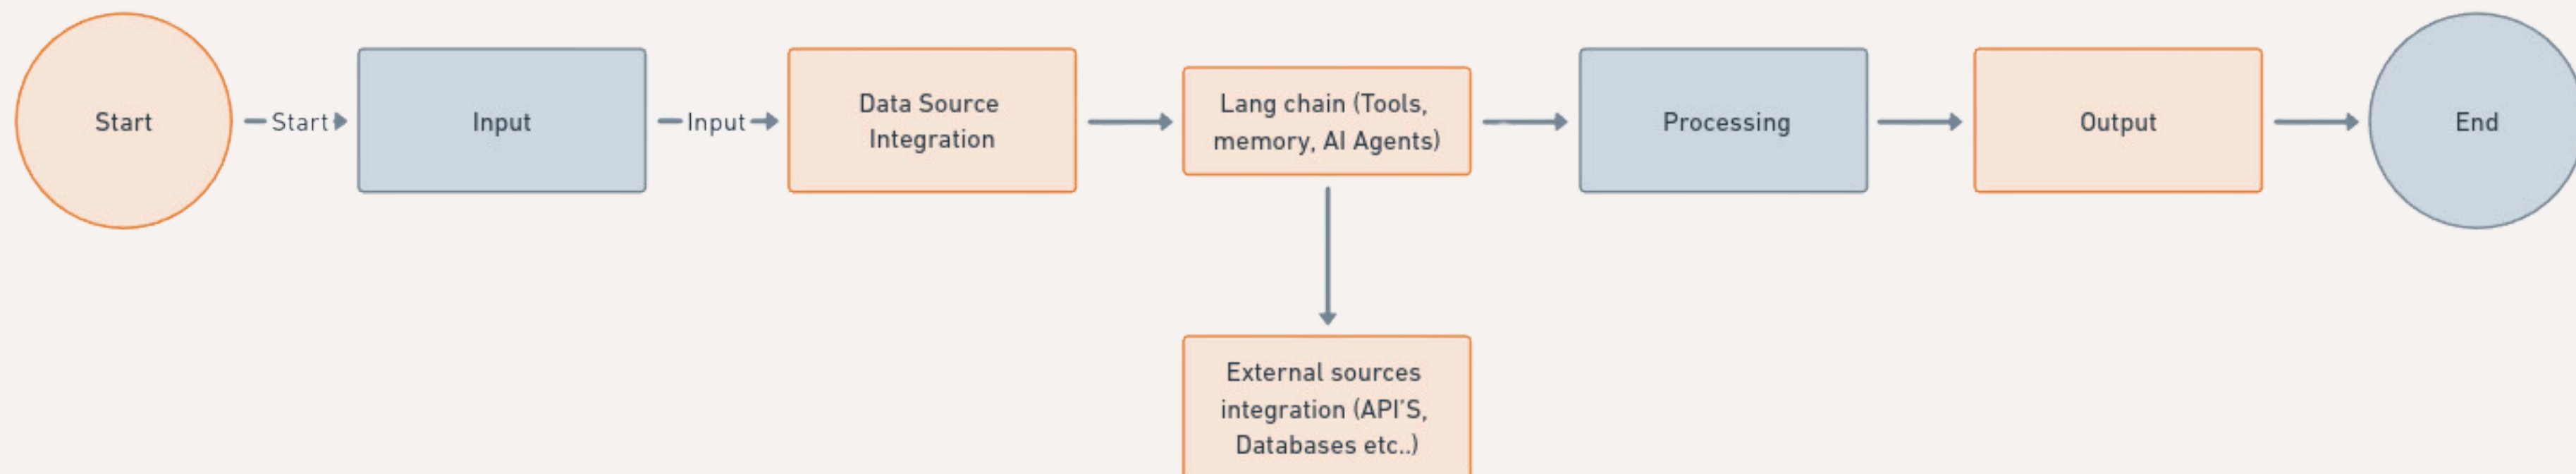 Start
Start
Input
Input
Data Source
Integration
Lang chain (Tools,
memory, AI Agents)
Processing
Output
End
External sources
integration (API'S,
Databases etc..)